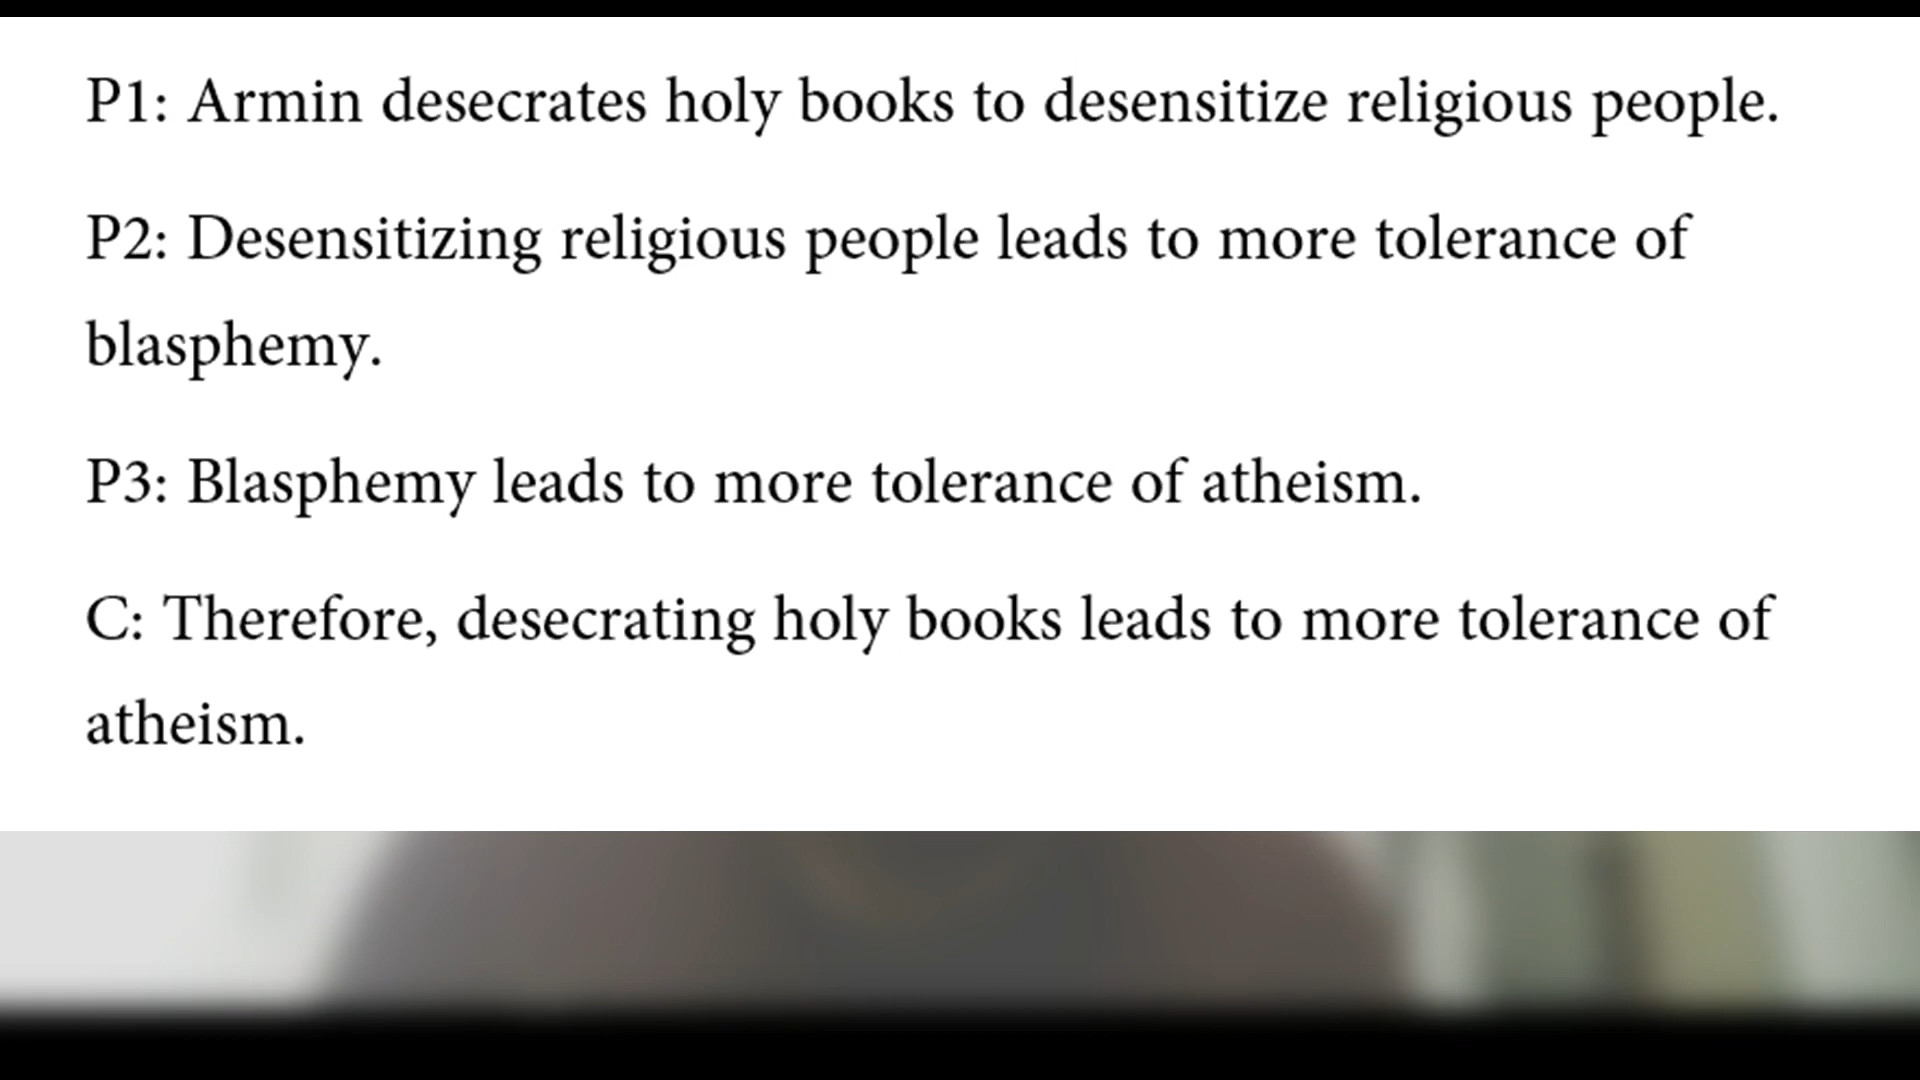 P1: Armin desecrates holy books to desensitize religious people.
P2: Desensitizing religious people leads to more tolerance of
blasphemy.
P3: Blasphemy leads to more tolerance of atheism.
C: Therefore, desecrating holy books leads to more tolerance of
atheism.